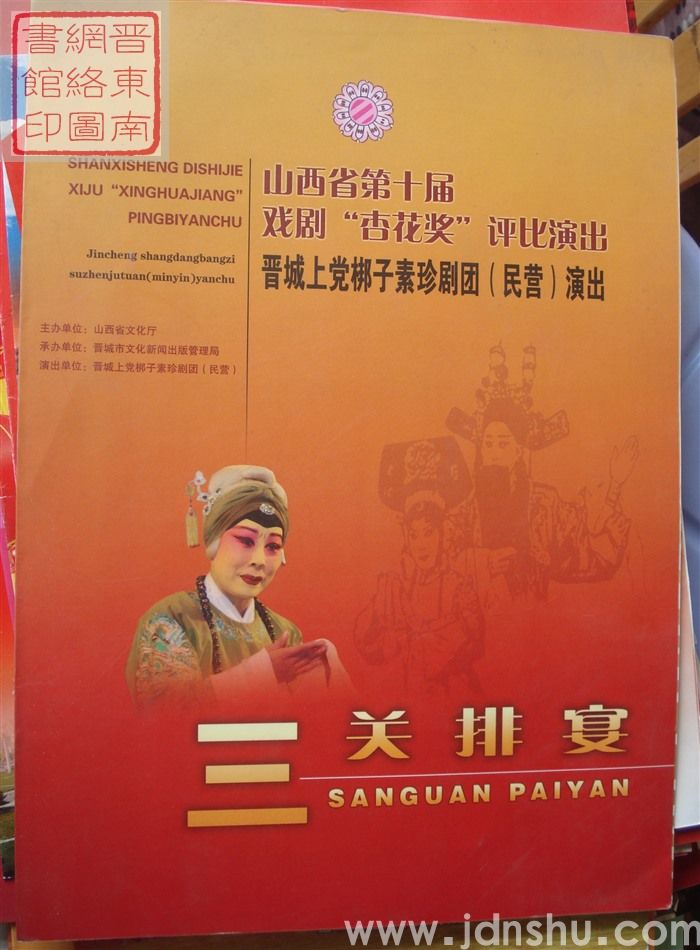 晋东南
網絡圖
書館印
SHANXISHENG DISHIJIE
XIJU “XINGHUAJIANG”
PINGBIYANCHU
Jincheng shangdangbangzi
suzhenjutuan(minyin)yanchu
山西省第十届
戏剧“杏花奖”评比演出
晋城上党梆子素珍剧团（民营）演出
主办单位：山西省文化厅
承办单位：晋城市文化新闻出版管理局
演出单位：晋城上党梆子素珍剧团（民营）
三关排宴
SANGUAN PAIYAN
www.jdnshu.com